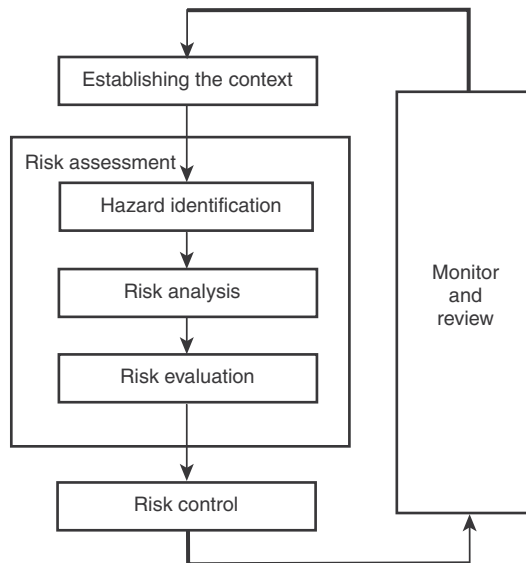 Establishing the context
Risk assessment
Hazard identification
Risk analysis
Risk evaluation
Risk control
Monitor
and
review